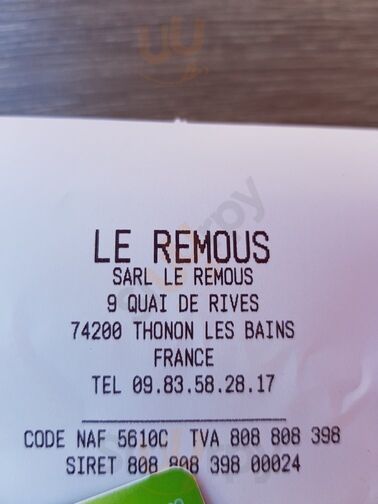 LE REMOUS
SARL LE REMOUS
9 QUAI DE RIVES
74200 THONON LES BAINS
FRANCE
TEL 09.83.58.28.17
CODE NAF 5610C TVA 808 808 398
SIRET 808 808 398 00024